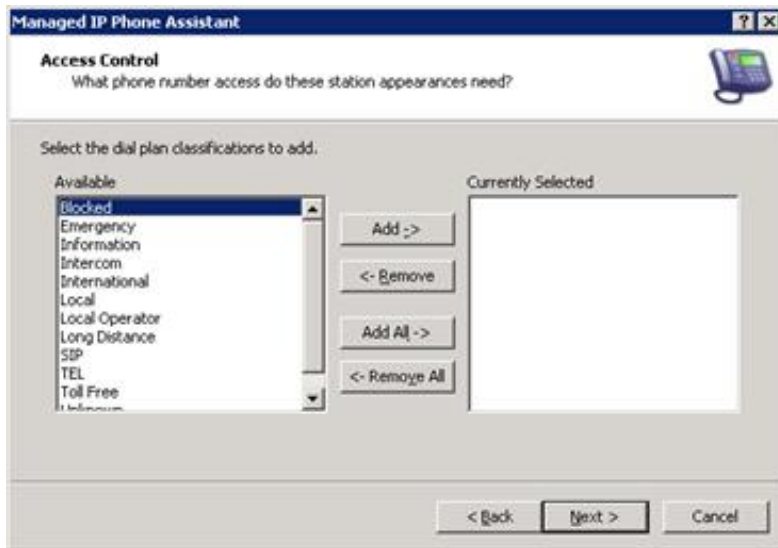 Managed IP Phone Assistant
Access Control
What phone number access do these station appearances need?
Select the dial plan classifications to add.
Available
Currently Selected
Blocked
Emergency
Information
Intercom
International
Local
Local Operator
Long Distance
SIP
TEL
Toll Free
Unknown
Add ->
<- Remove
Add All ->
<- Remove All
< Back
Next >
Cancel